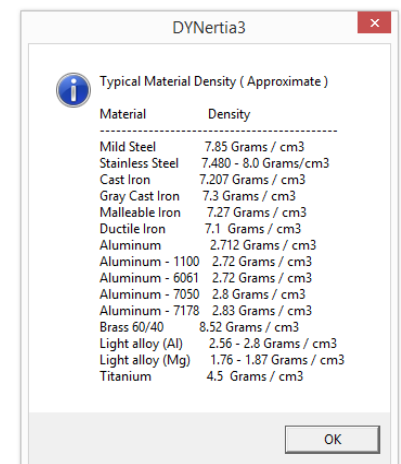 DYNertia3
Typical Material Density ( Approximate )
Material Density
--------------------------------------------
Mild Steel 7.85 Grams / cm3
Stainless Steel 7.480 - 8.0 Grams/cm3
Cast Iron 7.207 Grams / cm3
Gray Cast Iron 7.3 Grams / cm3
Malleable Iron 7.27 Grams / cm3
Ductile Iron 7.1 Grams / cm3
Aluminum 2.712 Grams / cm3
Aluminum - 1100 2.72 Grams / cm3
Aluminum - 6061 2.72 Grams / cm3
Aluminum - 7050 2.8 Grams / cm3
Aluminum - 7178 2.83 Grams / cm3
Brass 60/40 8.52 Grams / cm3
Light alloy (Al) 2.56 - 2.8 Grams / cm3
Light alloy (Mg) 1.76 - 1.87 Grams / cm3
Titanium 4.5 Grams / cm3
OK